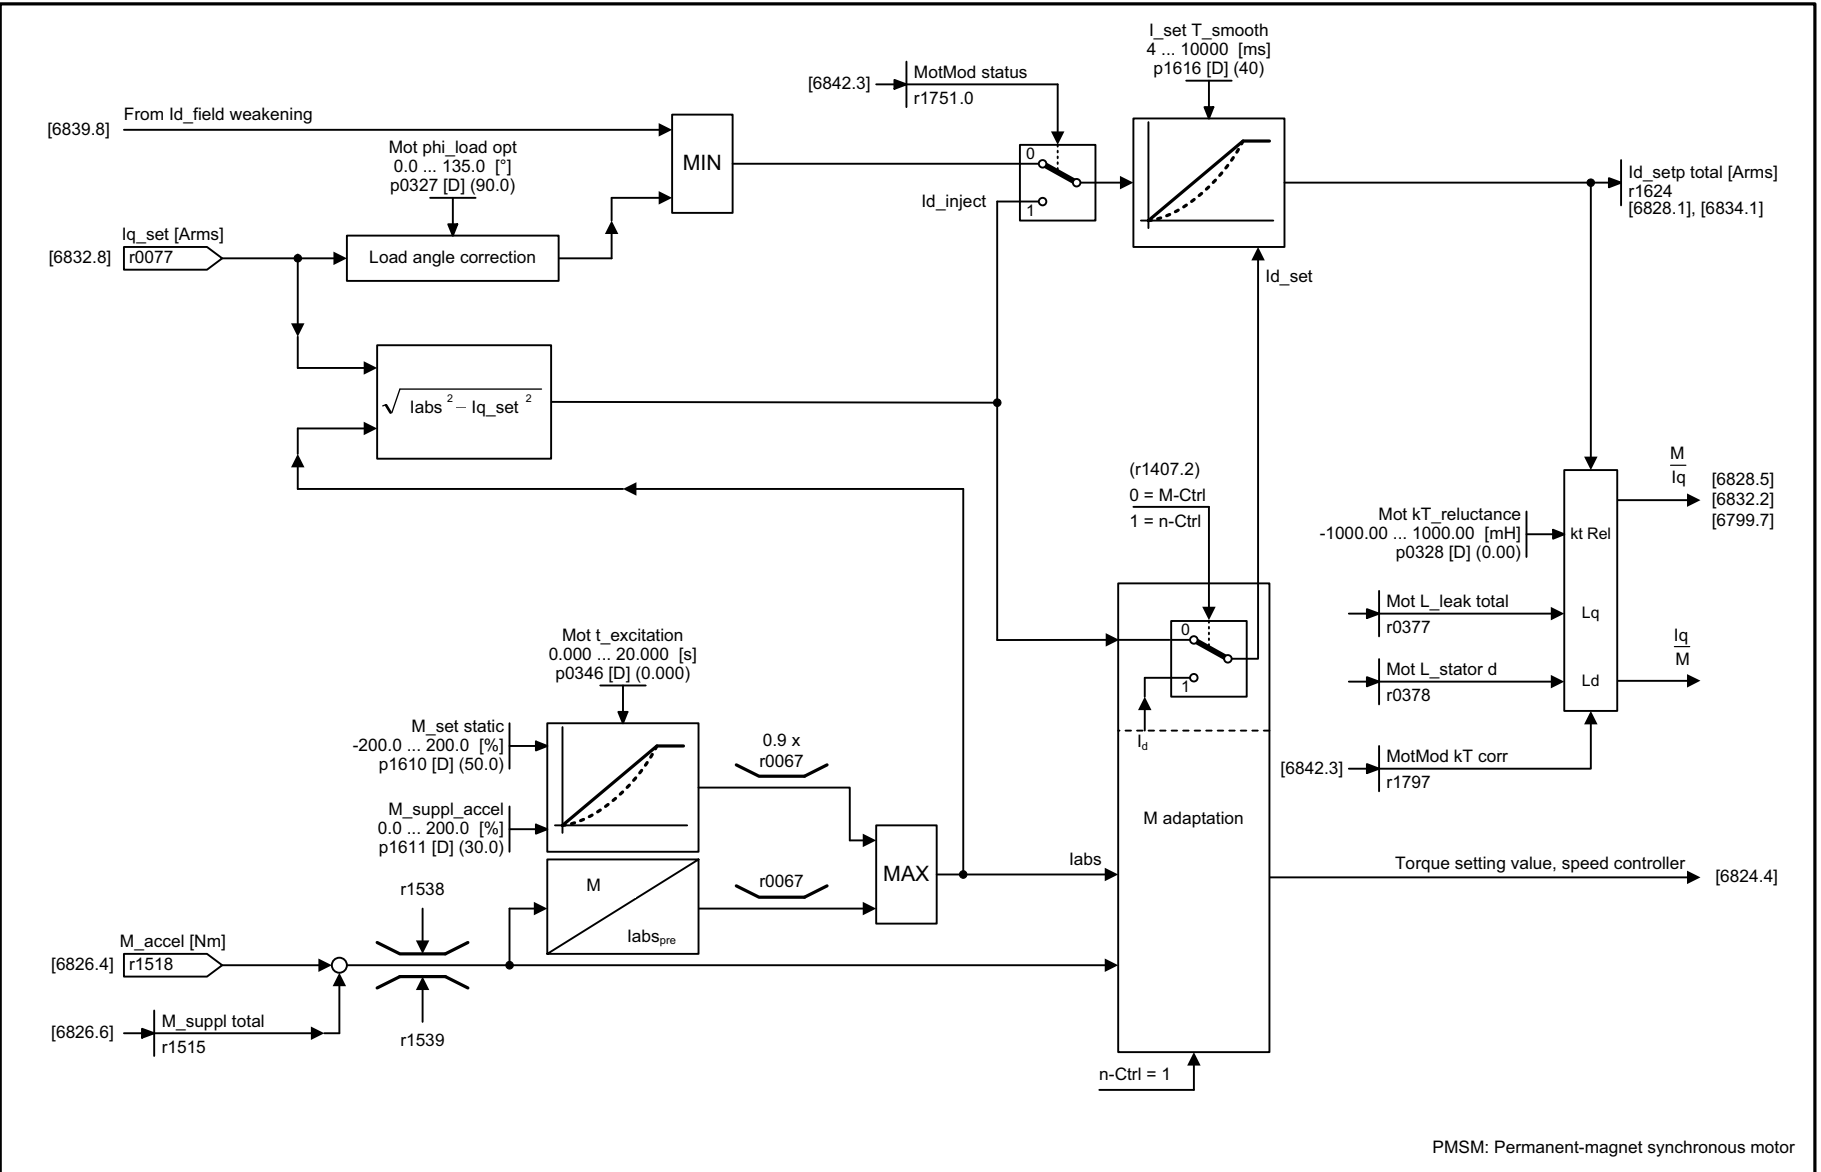 I_set T_smooth
4 ... 10000 [ms]
p1616 [D] (40)
[6842.3]
MotMod status
r1751.0
[6839.8]
From Id_field weakening
Mot phi_load opt
0.0 ... 135.0 [°]
p0327 [D] (90.0)
MIN
0
1
Id_inject
Id_setp total [Arms]
r1624
[6828.1], [6834.1]
Iq_set [Arms]
[6832.8]
r0077
Load angle correction
Id_set
√ Iabs ² – Iq_set ²
(r1407.2)
0 = M-Ctrl
1 = n-Ctrl
M
Iq
[6828.5]
[6832.2]
[6799.7]
Mot kT_reluctance
-1000.00 ... 1000.00 [mH]
p0328 [D] (0.00)
kt Rel
Mot L_leak total
r0377
Lq
Mot L_stator d
r0378
Ld
Iq
M
0
1
Id
Mot t_excitation
0.000 ... 20.000 [s]
p0346 [D] (0.000)
M_set static
-200.0 ... 200.0 [%]
p1610 [D] (50.0)
0.9 x
r0067
[6842.3]
MotMod kT corr
r1797
M_suppl_accel
0.0 ... 200.0 [%]
p1611 [D] (30.0)
M adaptation
MAX
Iabs
Torque setting value, speed controller
[6824.4]
r0067
M
Iabspre
r1538
M_accel [Nm]
[6826.4]
r1518
[6826.6]
M_suppl total
r1515
r1539
n-Ctrl = 1
PMSM: Permanent-magnet synchronous motor